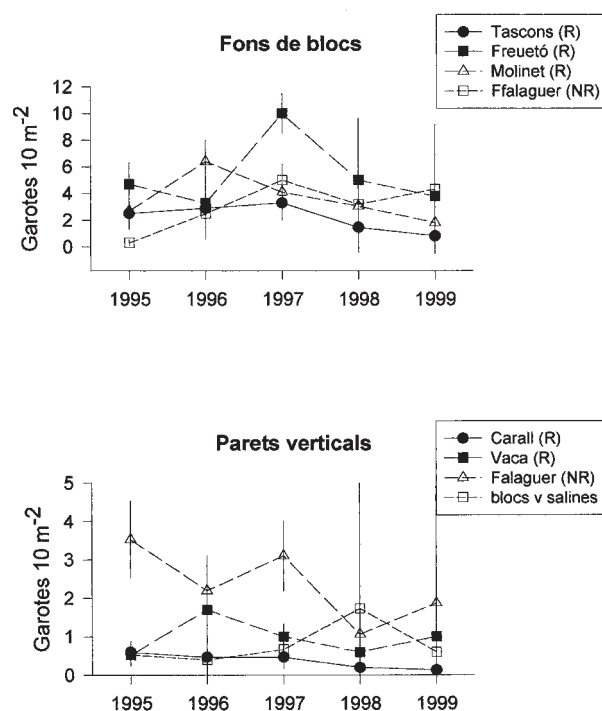 Fons de blocs
Tascons (R)
Freuetó (R)
Molinet (R)
Ffalaguer (NR)
Garotes 10 m-2
12
10
8
6
4
2
0
1995 1996 1997 1998 1999
Parets verticals
Carall (R)
Vaca (R)
Falaguer (NR)
blocs v salines
Garotes 10 m-2
5
4
3
2
1
0
1995 1996 1997 1998 1999